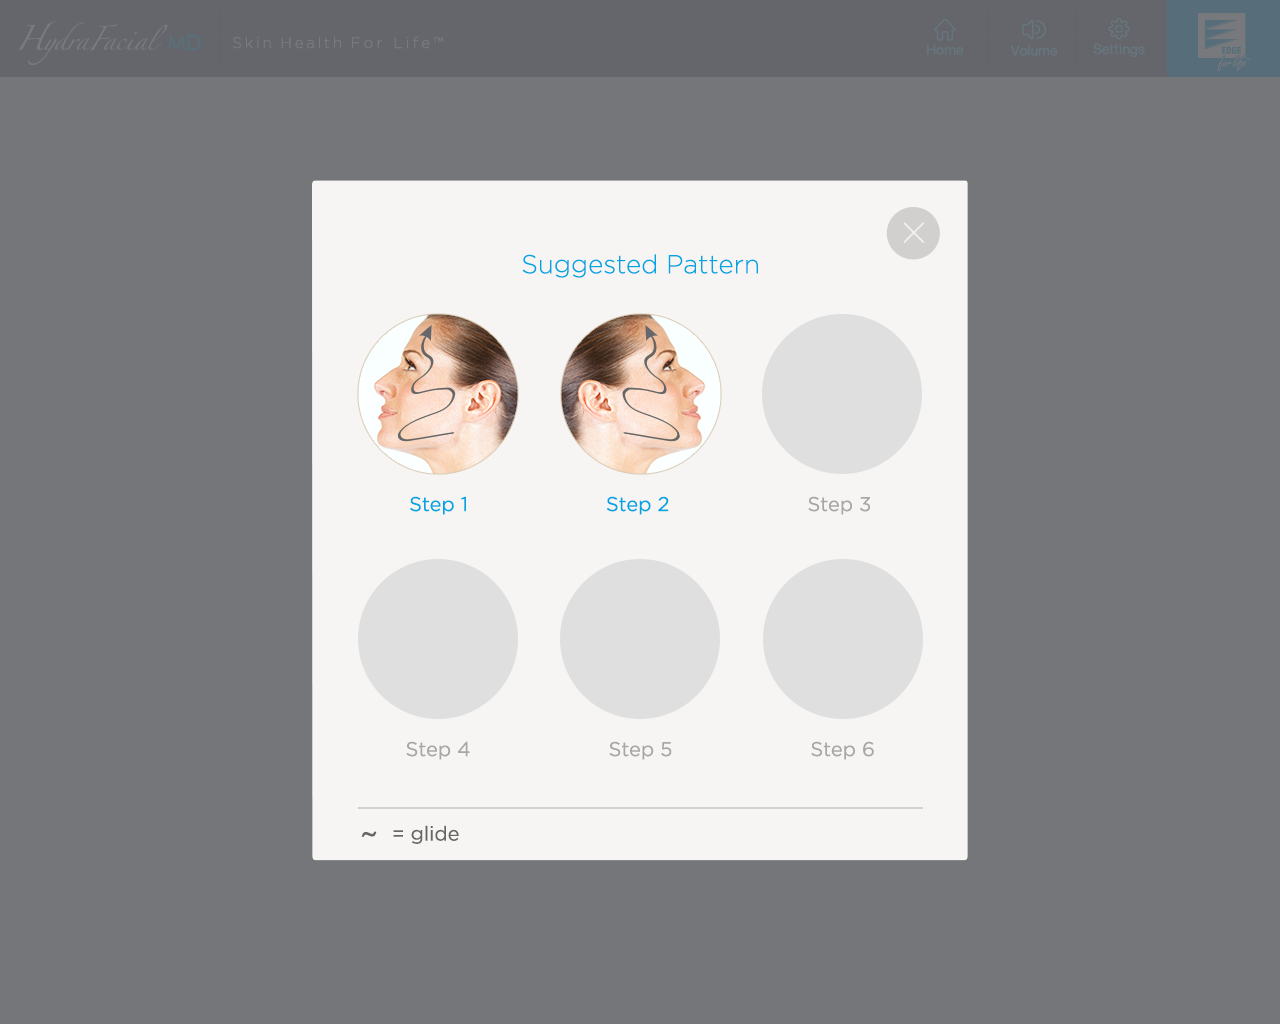 HydraFacial MD
Skin Health For Life™
Home
Volume
Settings
EDGE
for life
Suggested Pattern
Step 1
Step 2
Step 3
Step 4
Step 5
Step 6
~ = glide